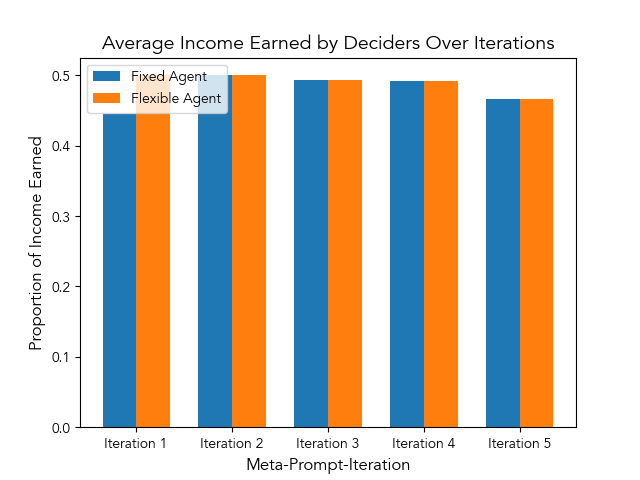 Average Income Earned by Deciders Over Iterations
Fixed Agent
Flexible Agent
Proportion of Income Earned
0.5
0.4
0.3
0.2
0.1
0.0
Iteration 1 Iteration 2 Iteration 3 Iteration 4 Iteration 5
Meta-Prompt-Iteration